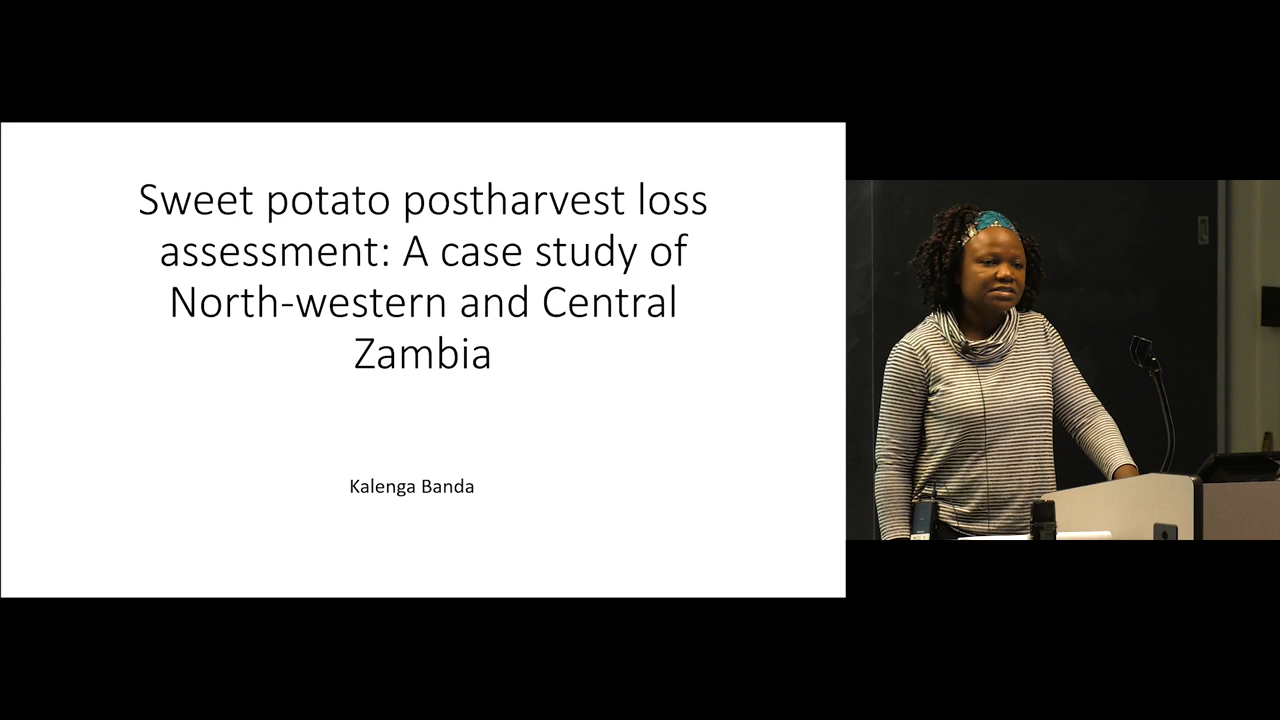 Sweet potato postharvest loss
assessment: A case study of
North-western and Central
Zambia
Kalenga Banda